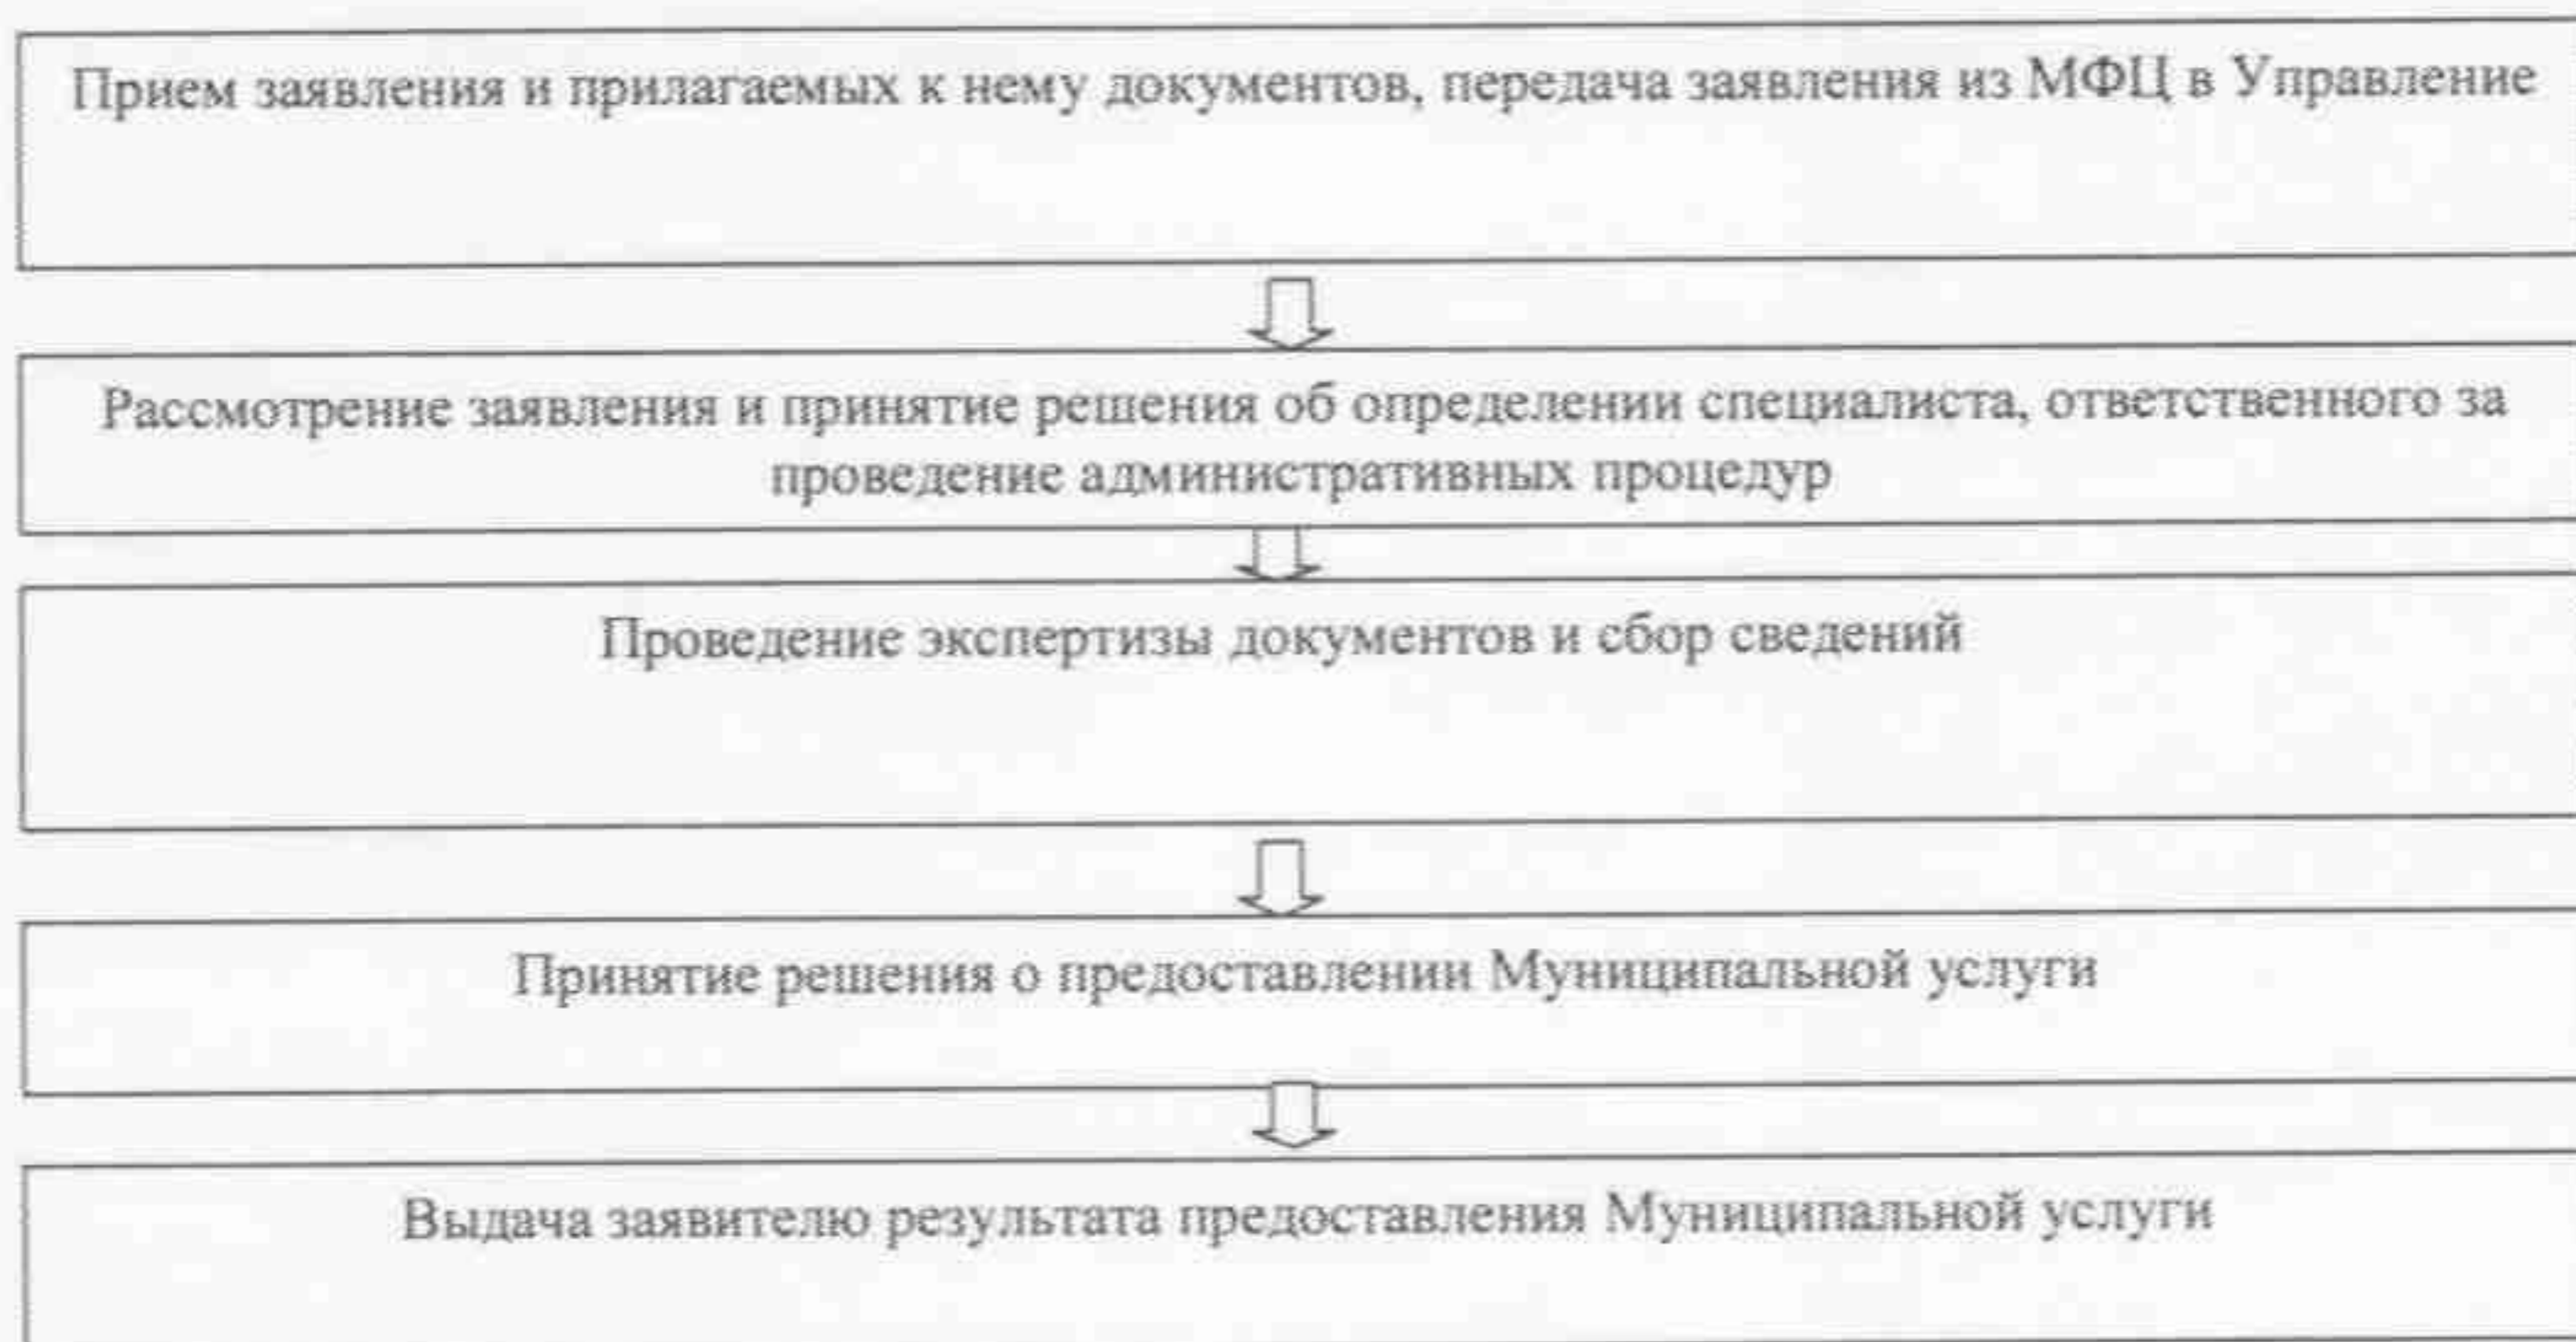 Прием заявления и прилагаемых к нему документов, передача заявления из МФЦ в Управление
Рассмотрение заявления и принятие решения об определении специалиста, ответственного за
проведение административных процедур
Проведение экспертизы документов и сбор сведений
Принятие решения о предоставлении Муниципальной услуги
Выдача заявителю результата предоставления Муниципальной услуги